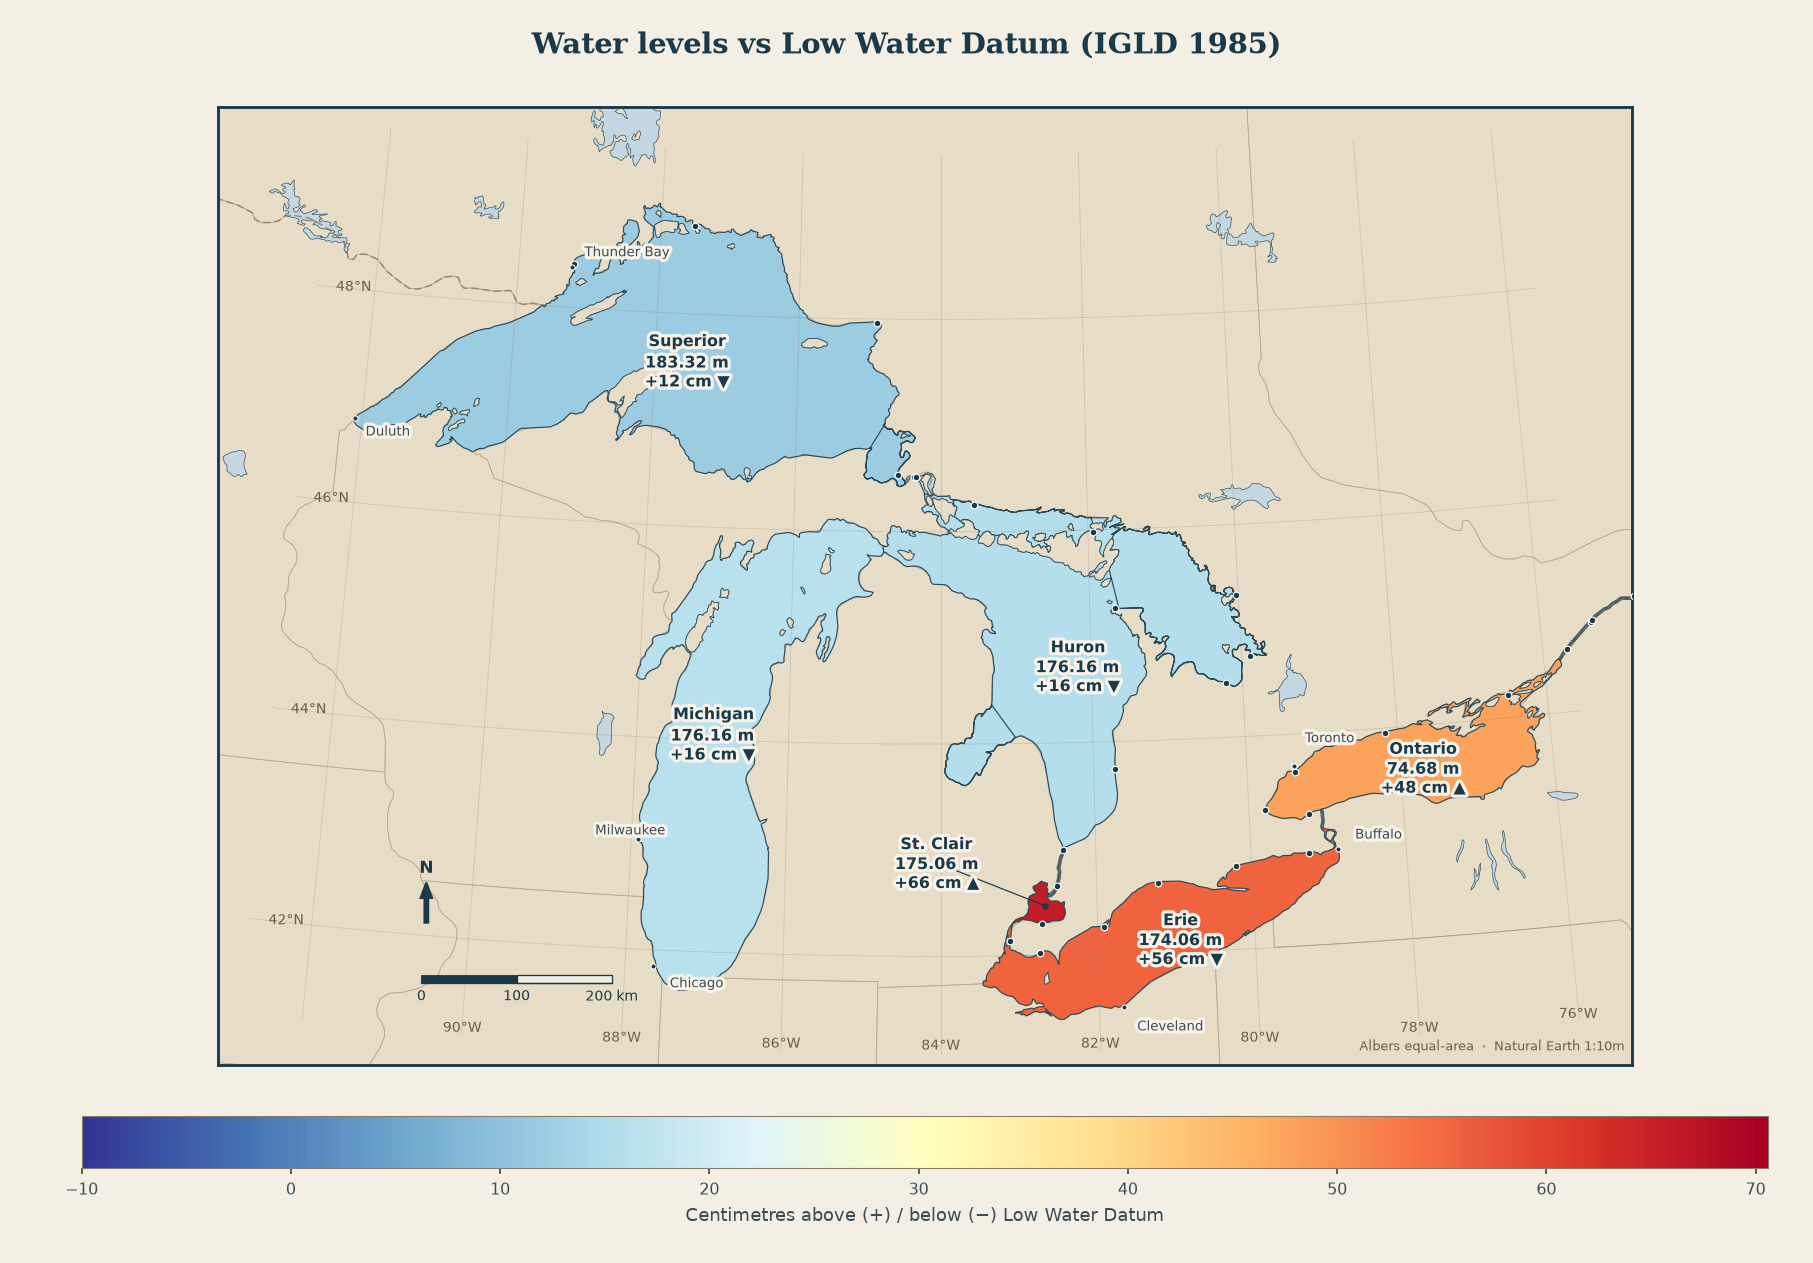 Water levels vs Low Water Datum (IGLD 1985)
Thunder Bay
48°N
Superior
183.32 m
+12 cm ▼
Duluth
46°N
Huron
176.16 m
+16 cm ▼
44°N
Michigan
176.16 m
+16 cm ▼
Toronto
Ontario
74.68 m
+48 cm ▲
Milwaukee
Buffalo
St. Clair
175.06 m
+66 cm ▲
N
42°N
Erie
174.06 m
+56 cm ▼
Chicago
0 100 200 km
Cleveland
90°W 88°W 86°W 84°W 82°W 80°W 78°W 76°W
Albers equal-area · Natural Earth 1:10m
−10 0 10 20 30 40 50 60 70
Centimetres above (+) / below (−) Low Water Datum